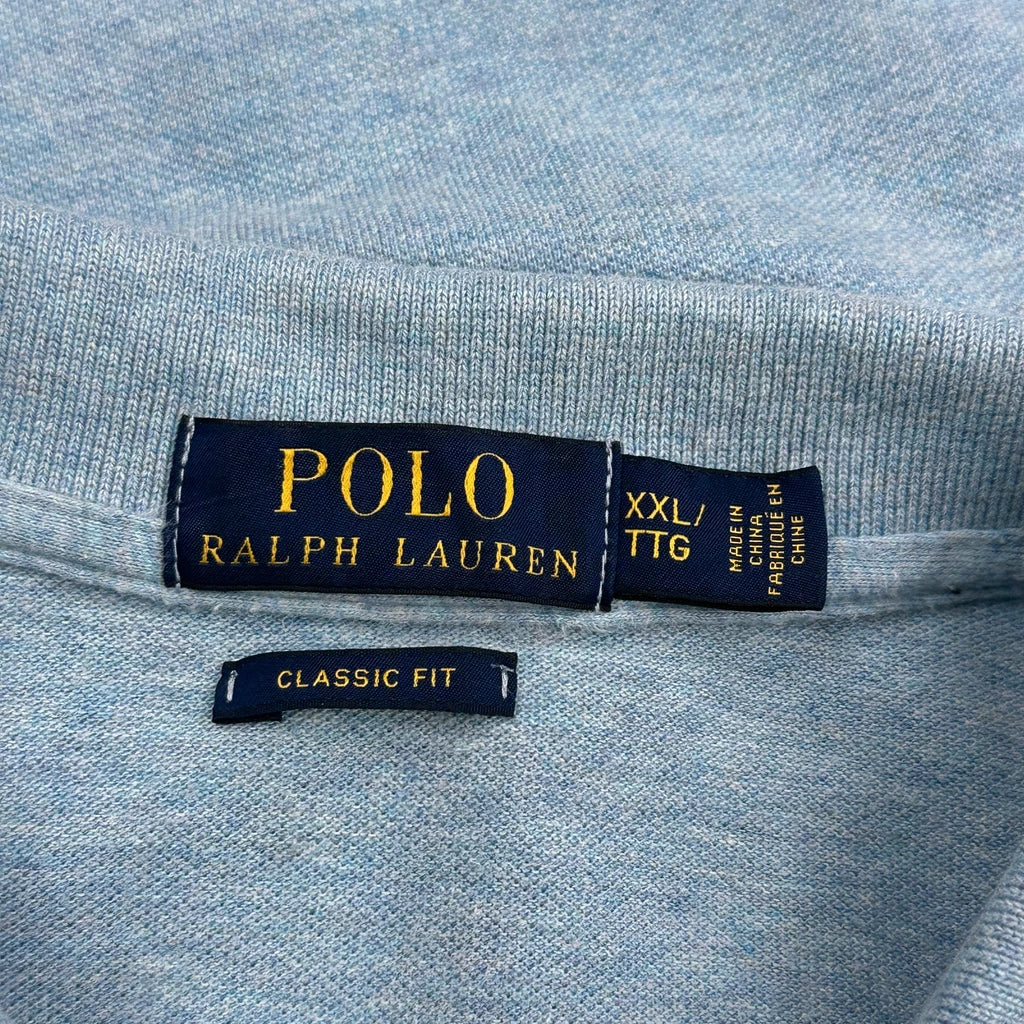 POLO
RALPH LAUREN
XXL/
TTG
MADE IN
CHINA
FABRIQUÉ EN
CHINE
CLASSIC FIT